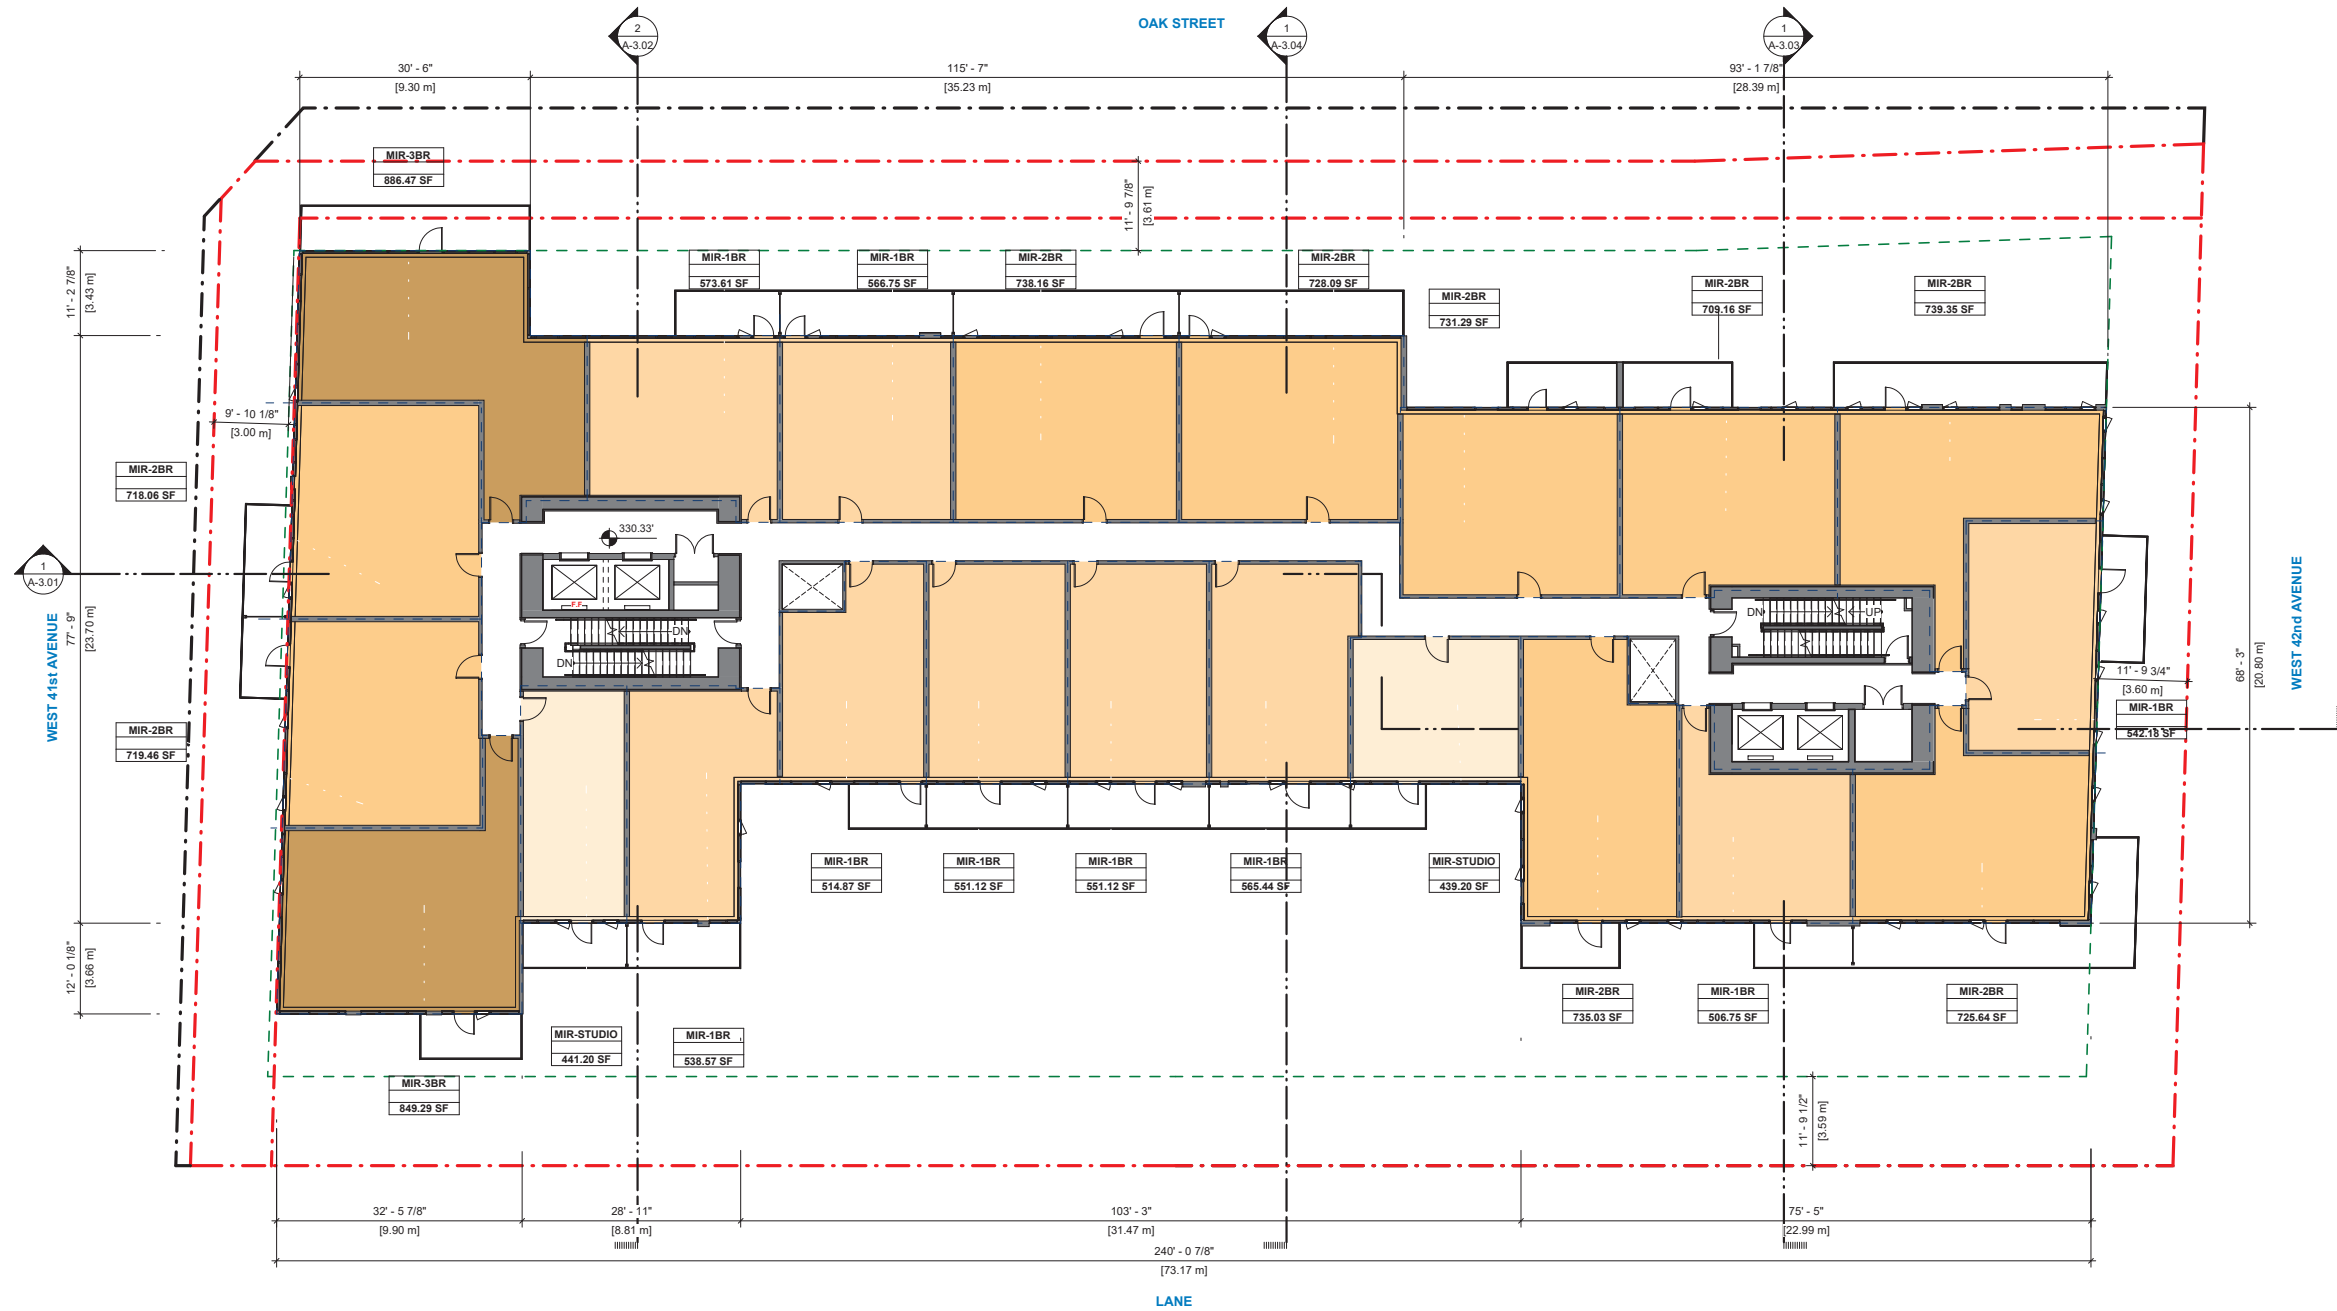 OAK STREET
2
A-3.02
1
A-3.04
1
A-3.03
30' - 6"
[9.30 m]
115' - 7"
[35.23 m]
93' - 1 7/8"
[28.39 m]
MIR-3BR
886.47 SF
11' - 9 7/8"
[3.61 m]
11' - 2 7/8"
[3.43 m]
MIR-1BR
573.61 SF
MIR-1BR
566.75 SF
MIR-2BR
738.16 SF
MIR-2BR
728.09 SF
MIR-2BR
731.29 SF
MIR-2BR
709.16 SF
MIR-2BR
739.35 SF
9' - 10 1/8"
[3.00 m]
MIR-2BR
718.06 SF
330.33'
1
A-3.01
F.F
DN
DN
DN
UP
WEST 41st AVENUE
77' - 9"
[23.70 m]
WEST 42nd AVENUE
68' - 3"
[20.80 m]
11' - 9 3/4"
[3.60 m]
MIR-1BR
542.18 SF
MIR-2BR
719.46 SF
MIR-1BR
514.87 SF
MIR-1BR
551.12 SF
MIR-1BR
551.12 SF
MIR-1BR
565.44 SF
MIR-STUDIO
439.20 SF
12' - 0 1/8"
[3.66 m]
MIR-2BR
735.03 SF
MIR-1BR
506.75 SF
MIR-2BR
725.64 SF
MIR-STUDIO
441.20 SF
MIR-1BR
538.57 SF
MIR-3BR
849.29 SF
11' - 9 1/2"
[3.59 m]
32' - 5 7/8"
[9.90 m]
28' - 11"
[8.81 m]
103' - 3"
[31.47 m]
75' - 5"
[22.99 m]
240' - 0 7/8"
[73.17 m]
LANE